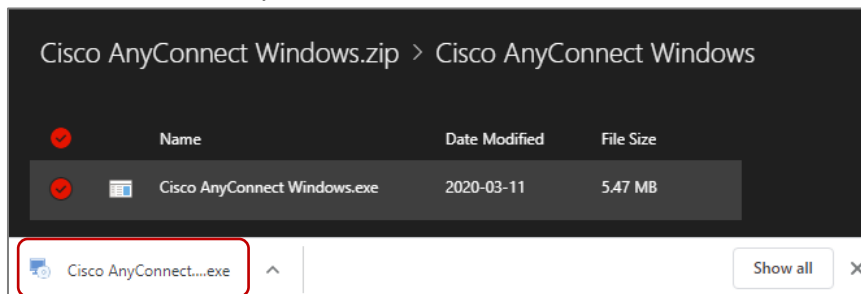 Cisco AnyConnect Windows.zip > Cisco AnyConnect Windows
Name Date Modified File Size
Cisco AnyConnect Windows.exe 2020-03-11 5.47 MB
Cisco AnyConnect....exe Show all